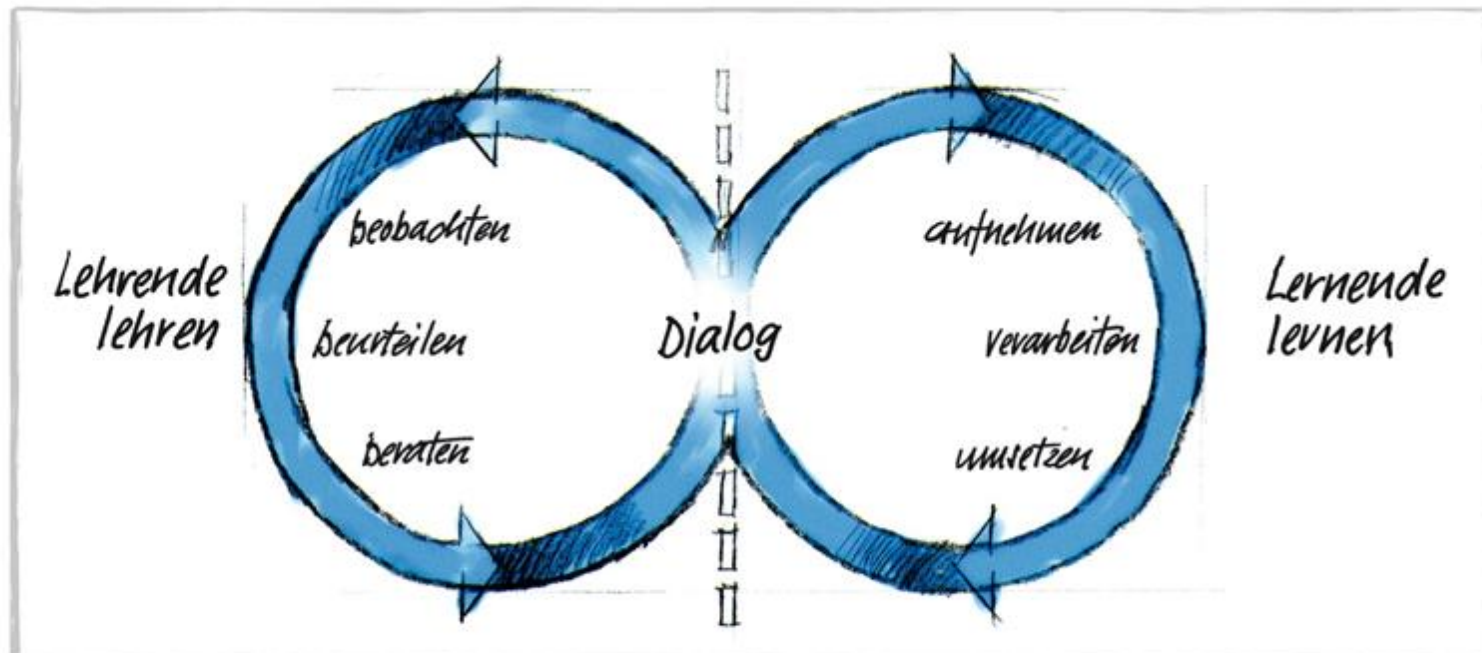 beobachten
aufnehmen
Lehrende
lehren
beurteilen
Dialog
verarbeiten
Lernende
lernen
beraten
umsetzen